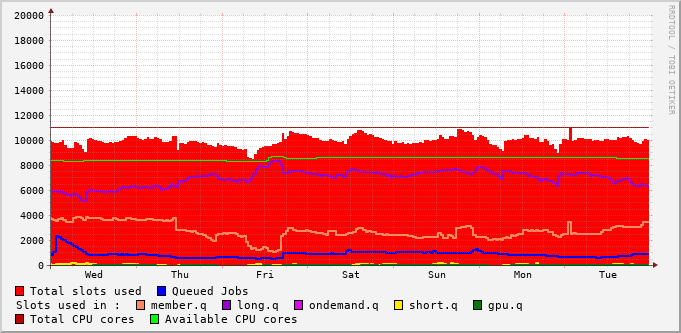 20000
18000
16000
14000
12000
10000
8000
6000
4000
2000
0
Wed Thu Fri Sat Sun Mon Tue
RRDTOOL / TOBI OETIKER
Total slots used Queued Jobs
Slots used in : member.q long.q ondemand.q short.q gpu.q
Total CPU cores Available CPU cores